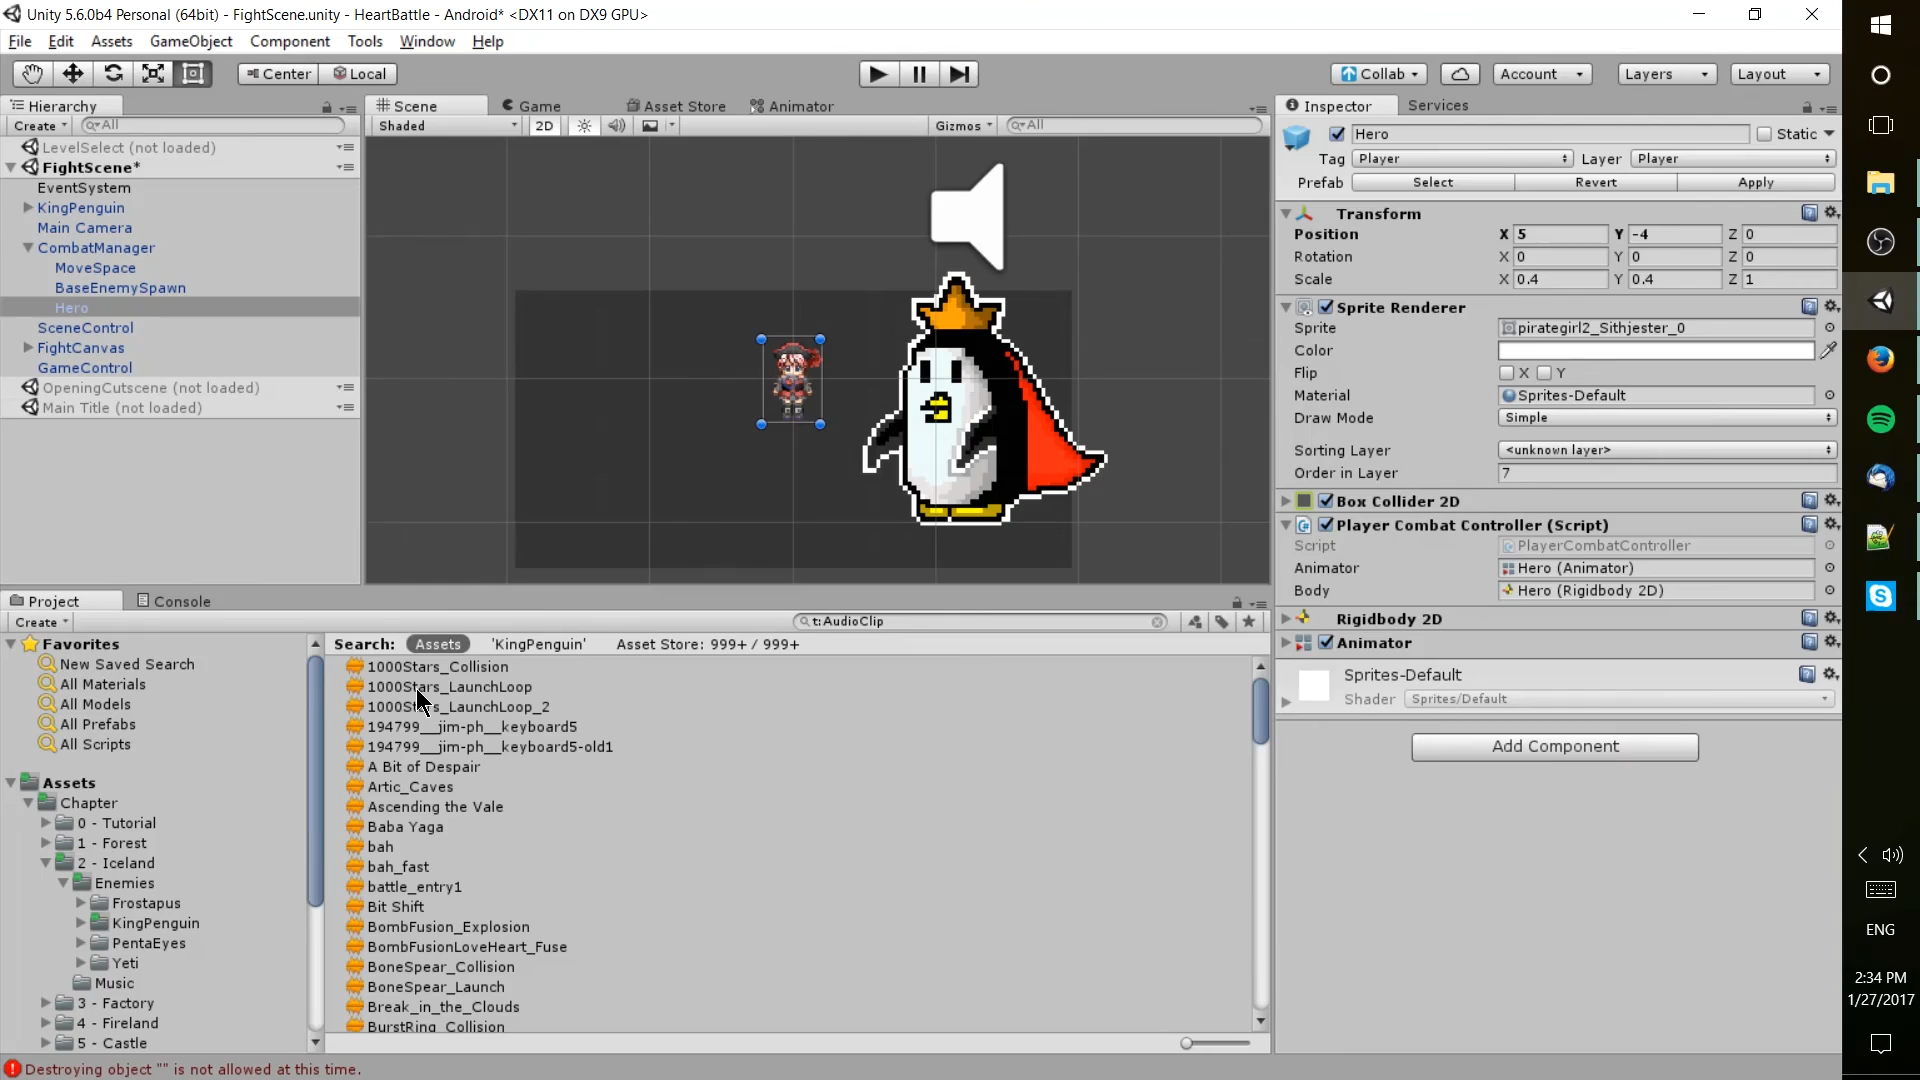 Unity 5.6.0b4 Personal (64bit) - FightScene.unity - HeartBattle - Android* <DX11 on DX9 GPU>
File Edit Assets GameObject Component Tools Window Help
Center Local Collab Account Layers Layout
Hierarchy
Create All
LevelSelect (not loaded)
FightScene*
EventSystem
KingPenguin
Main Camera
CombatManager
MoveSpace
BaseEnemySpawn
Hero
SceneControl
FightCanvas
GameControl
OpeningCutscene (not loaded)
Main Title (not loaded)
Scene Game Asset Store Animator
Shaded 2D Gizmos All
Inspector Services
Hero Static
Tag Player Layer Player
Prefab Select Revert Apply
Transform
Position X 5 Y -4 Z 0
Rotation X 0 Y 0 Z 0
Scale X 0.4 Y 0.4 Z 1
Sprite Renderer
Sprite pirategirl2_Sithjester_0
Color
Flip X Y
Material Sprites-Default
Draw Mode Simple
Sorting Layer <unknown layer>
Order in Layer 7
Box Collider 2D
Player Combat Controller (Script)
Script PlayerCombatController
Animator Hero (Animator)
Body Hero (Rigidbody 2D)
Rigidbody 2D
Animator
Sprites-Default
Shader Sprites/Default
Add Component
Project Console
Create t:AudioClip
Favorites
New Saved Search
All Materials
All Models
All Prefabs
All Scripts
Assets
Chapter
0 - Tutorial
1 - Forest
2 - Iceland
Enemies
Frostapus
KingPenguin
PentaEyes
Yeti
Music
3 - Factory
4 - Fireland
5 - Castle
Search: Assets 'KingPenguin' Asset Store: 999+ / 999+
1000Stars_Collision
1000Stars_LaunchLoop
1000Stars_LaunchLoop_2
194799__jim-ph__keyboard5
194799__jim-ph__keyboard5-old1
A Bit of Despair
Artic_Caves
Ascending the Vale
Baba Yaga
bah
bah_fast
battle_entry1
Bit Shift
BombFusion_Explosion
BombFusionLoveHeart_Fuse
BoneSpear_Collision
BoneSpear_Launch
Break_in_the_Clouds
BurstRing_Collision
Destroying object "" is not allowed at this time.
ENG
2:34 PM
1/27/2017